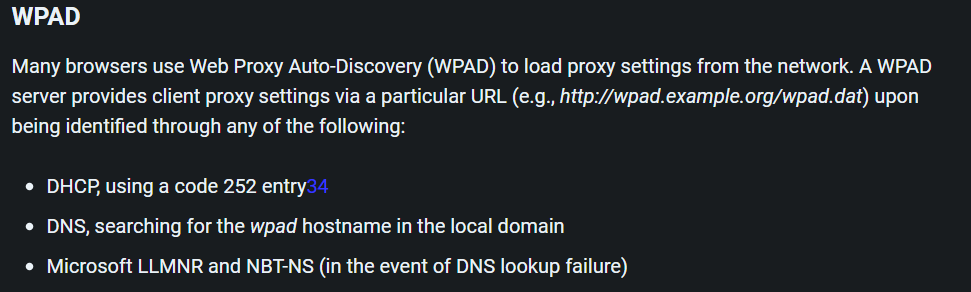 WPAD
Many browsers use Web Proxy Auto-Discovery (WPAD) to load proxy settings from the network. A WPAD
server provides client proxy settings via a particular URL (e.g., http://wpad.example.org/wpad.dat) upon
being identified through any of the following:
• DHCP, using a code 252 entry34
• DNS, searching for the wpad hostname in the local domain
• Microsoft LLMNR and NBT-NS (in the event of DNS lookup failure)